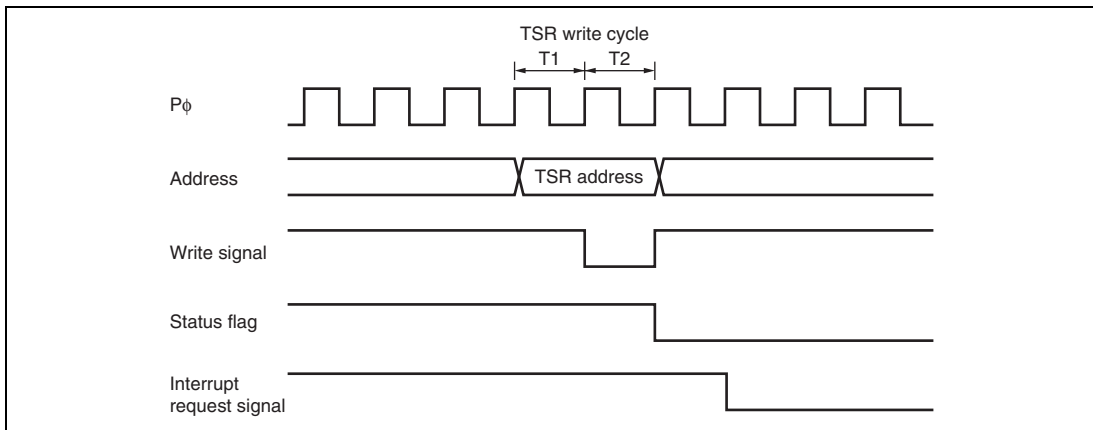 TSR write cycle
T1 T2
Pϕ
Address
TSR address
Write signal
Status flag
Interrupt
request signal